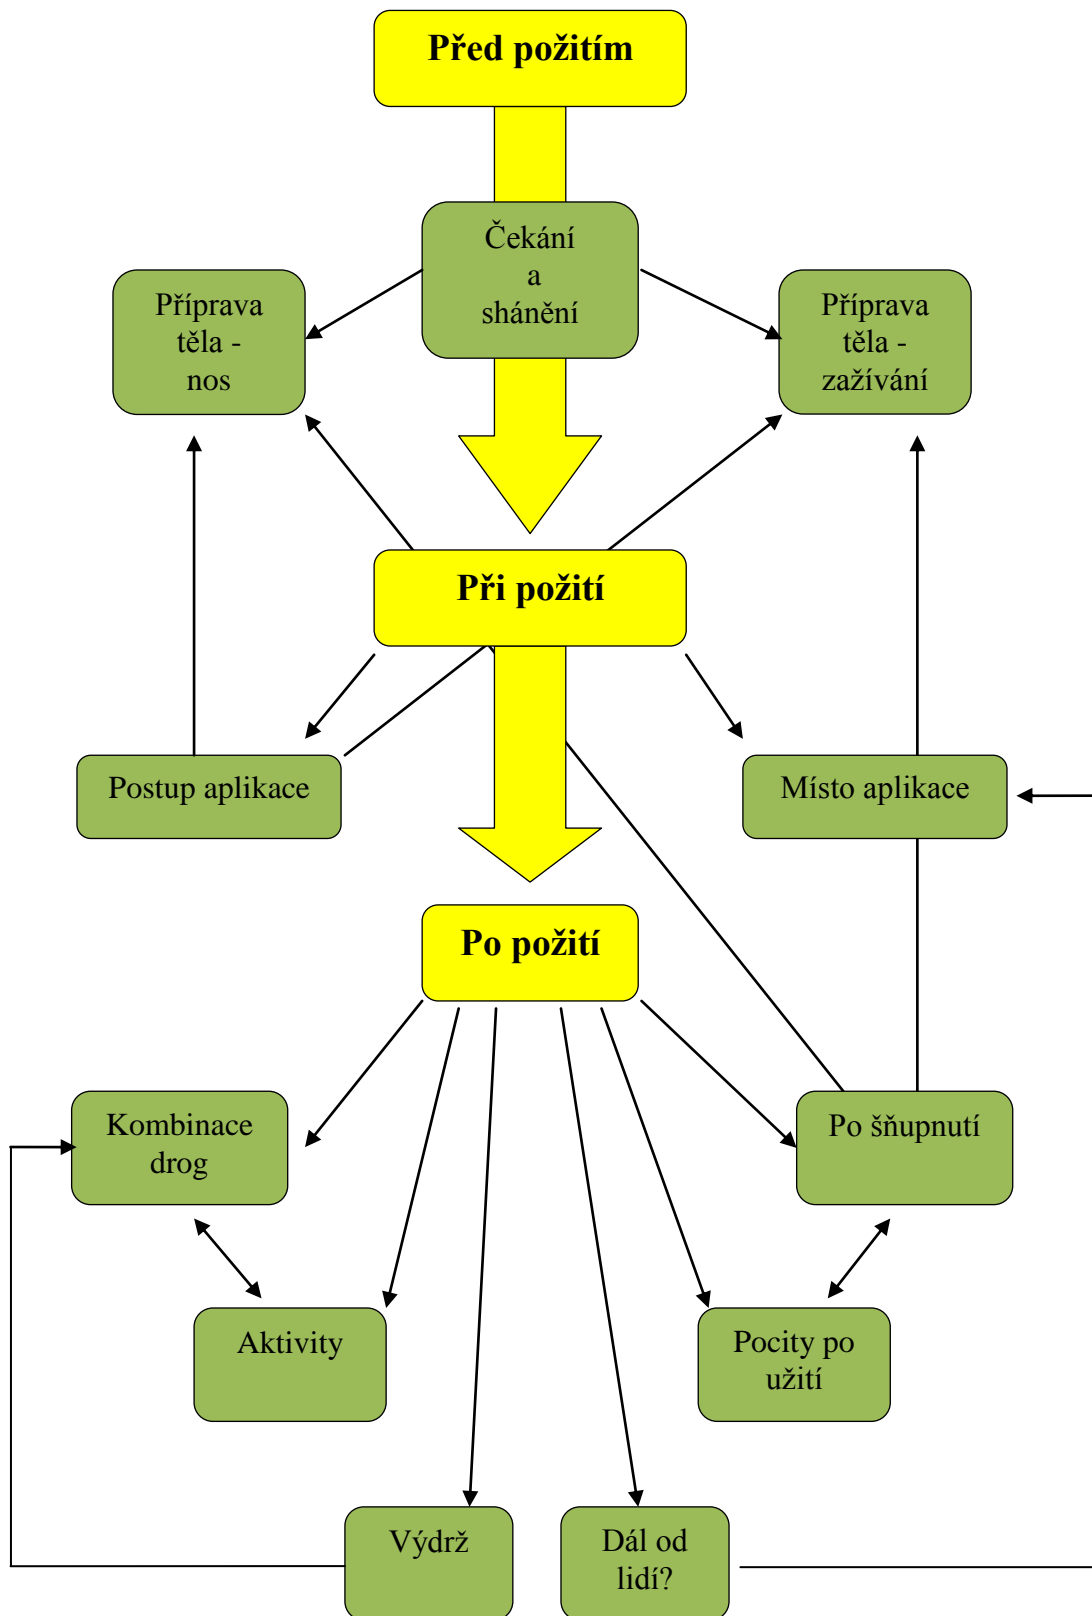 Před požitím
Čekání
a
shánění
Příprava
těla -
nos
Příprava
těla -
zažívání
Při požití
Postup aplikace
Místo aplikace
Po požití
Kombinace
drog
Po šňupnutí
Aktivity
Pocity po
užití
Výdrž
Dál od
lidí?